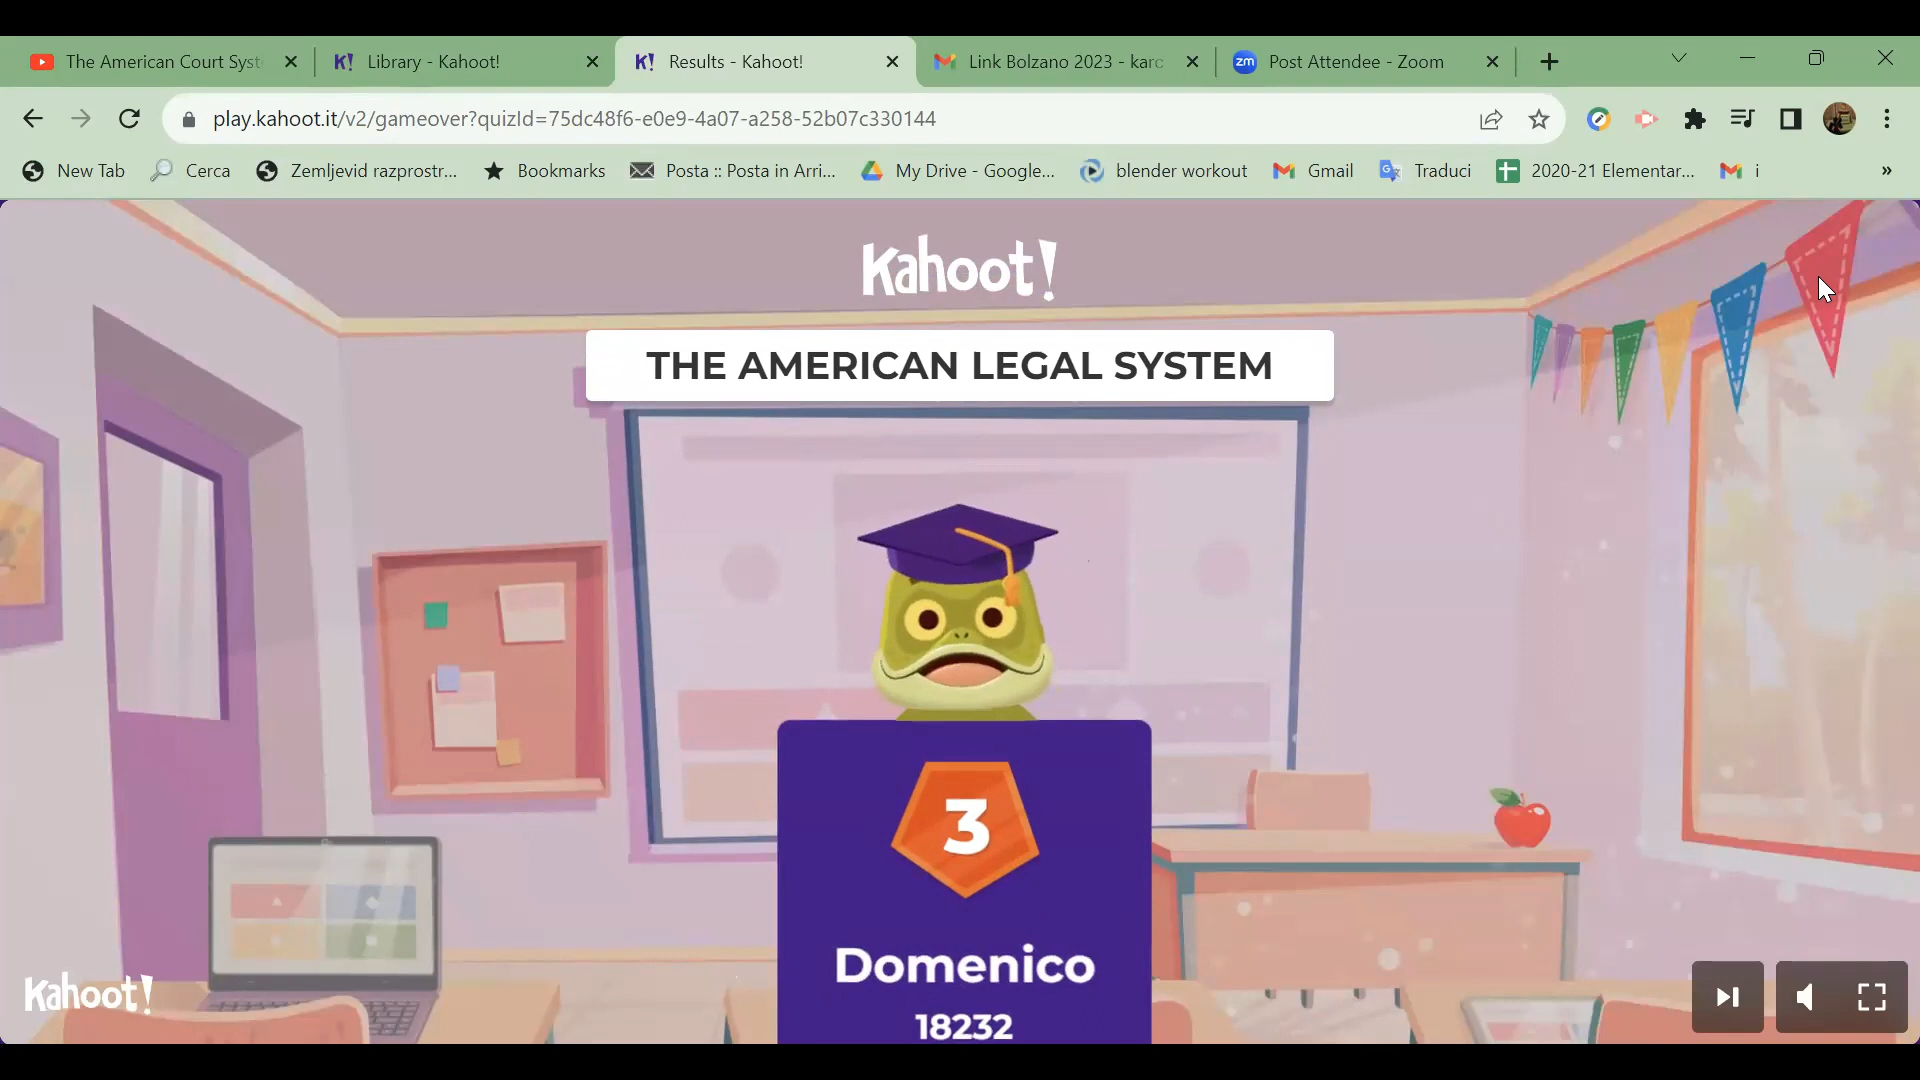 The American Court Syst
Library - Kahoot!
Results - Kahoot!
Link Bolzano 2023 - karc
Post Attendee - Zoom
play.kahoot.it/v2/gameover?quizId=75dc48f6-e0e9-4a07-a258-52b07c330144
New Tab
Cerca
Zemljevid razprostr...
Bookmarks
Posta :: Posta in Arri...
My Drive - Google...
blender workout
Gmail
Traduci
2020-21 Elementar...
i
»
Kahoot!
THE AMERICAN LEGAL SYSTEM
3
Domenico
18232
Kahoot!